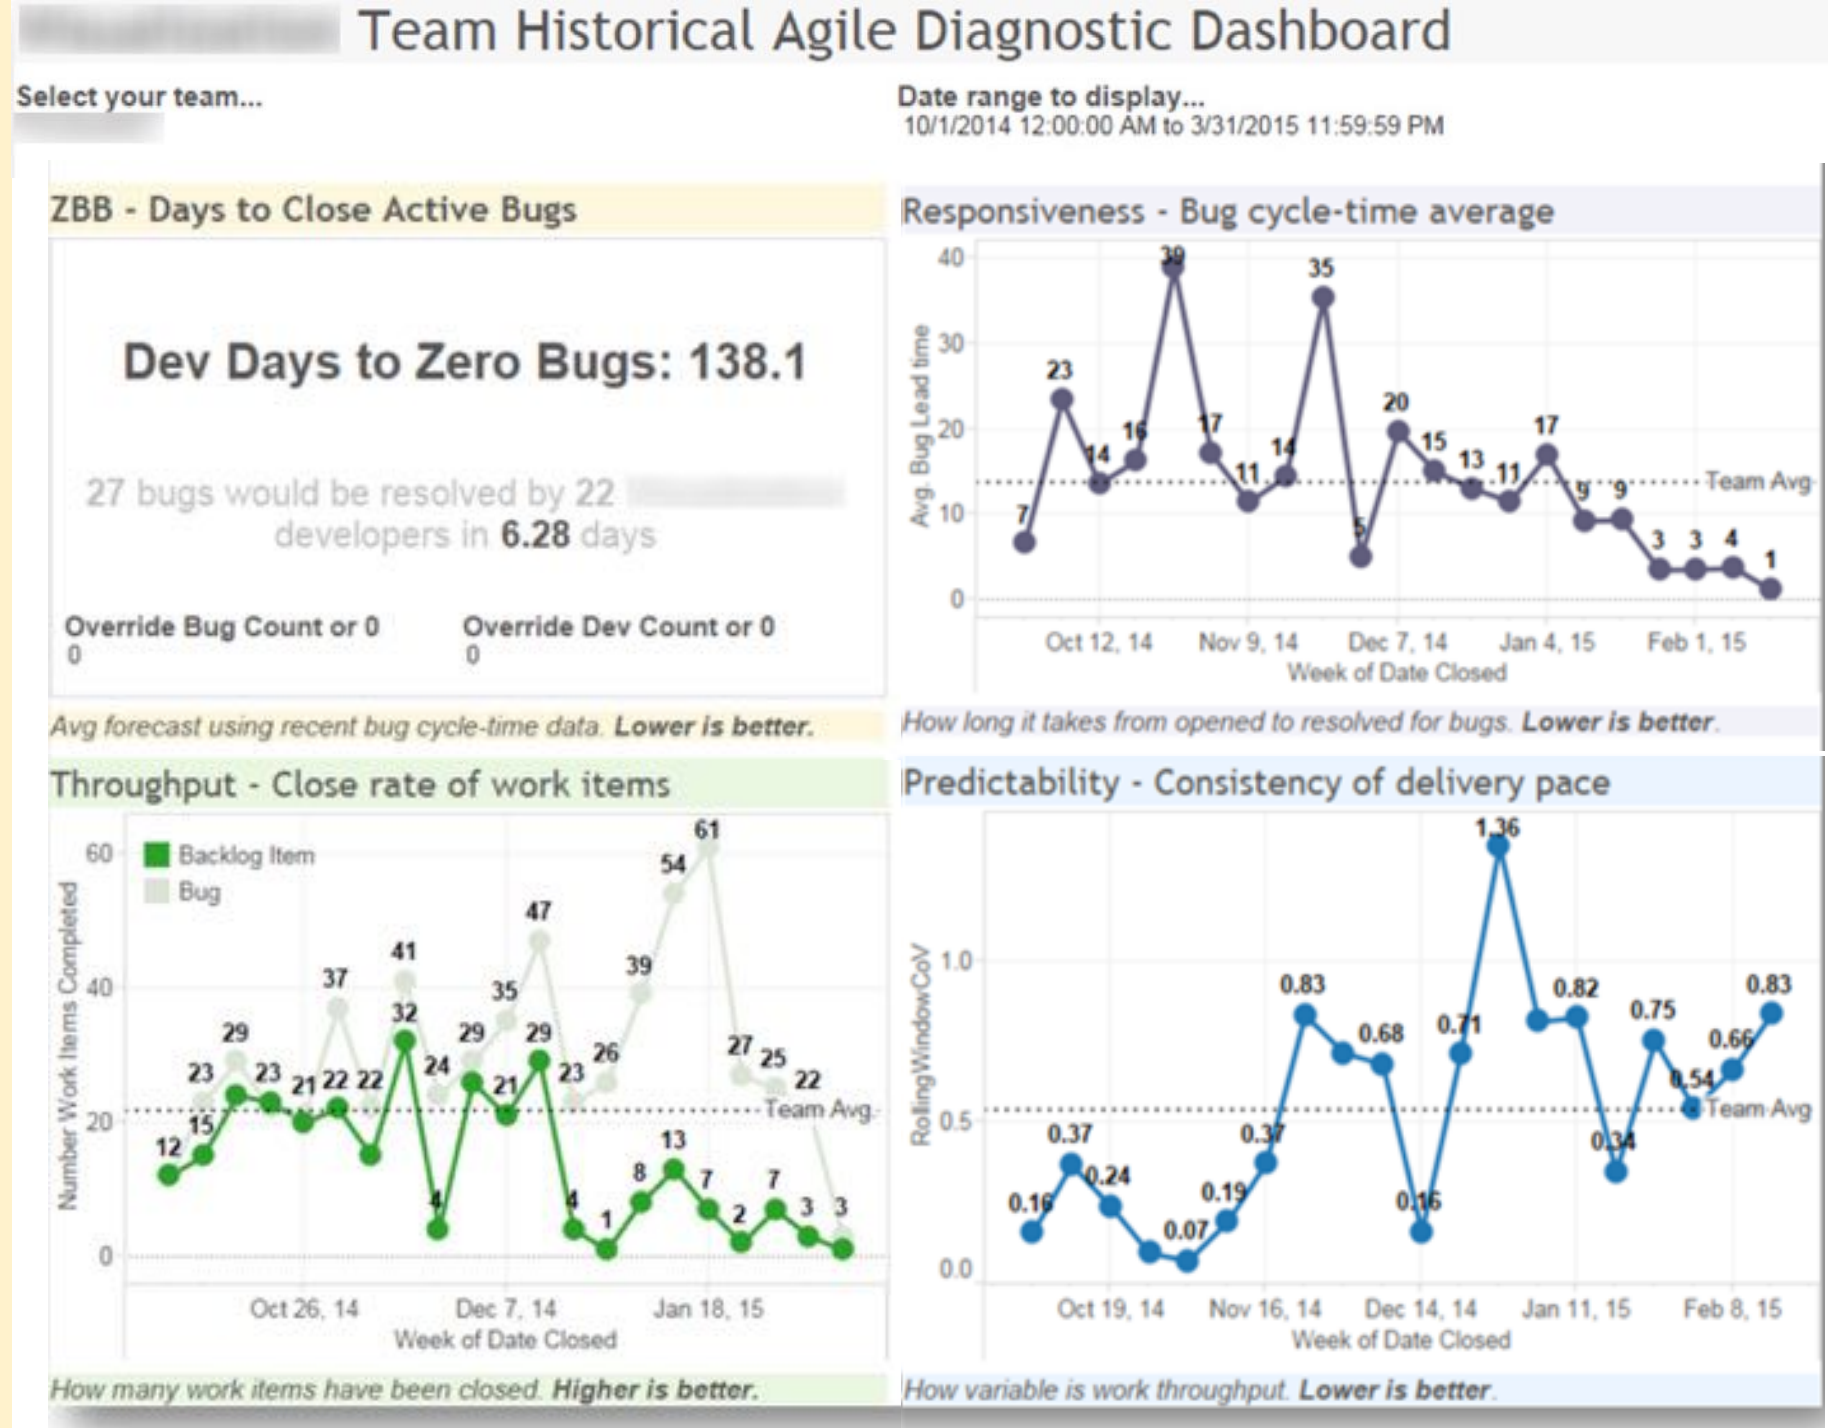 Team Historical Agile Diagnostic Dashboard
Select your team...
Date range to display...
10/1/2014 12:00:00 AM to 3/31/2015 11:59:59 PM
ZBB - Days to Close Active Bugs
Dev Days to Zero Bugs: 138.1
27 bugs would be resolved by 22
developers in 6.28 days
Override Bug Count or 0
0
Override Dev Count or 0
0
Avg forecast using recent bug cycle-time data. Lower is better.
Responsiveness - Bug cycle-time average
Avg. Bug Lead time
40
30
20
10
0
7
23
14
16
39
17
11
14
35
5
20
15
13
11
17
9
9
3
3
4
1
Team Avg
Oct 12, 14
Nov 9, 14
Dec 7, 14
Jan 4, 15
Feb 1, 15
Week of Date Closed
How long it takes from opened to resolved for bugs. Lower is better.
Throughput - Close rate of work items
Backlog Item
Bug
Number Work Items Completed
60
40
20
0
12
23
15
29
23
21
37
22
22
41
32
24
4
29
35
21
47
29
23
4
26
1
39
8
54
13
61
7
27
2
25
7
22
3
3
Team Avg.
Oct 26, 14
Dec 7, 14
Jan 18, 15
Week of Date Closed
How many work items have been closed. Higher is better.
Predictability - Consistency of delivery pace
RollingWindowCoV
1.0
0.5
0.0
0.16
0.37
0.24
0.07
0.19
0.37
0.83
0.68
0.16
0.71
1.36
0.82
0.34
0.75
0.54
0.66
0.83
Team Avg
Oct 19, 14
Nov 16, 14
Dec 14, 14
Jan 11, 15
Feb 8, 15
Week of Date Closed
How variable is work throughput. Lower is better.